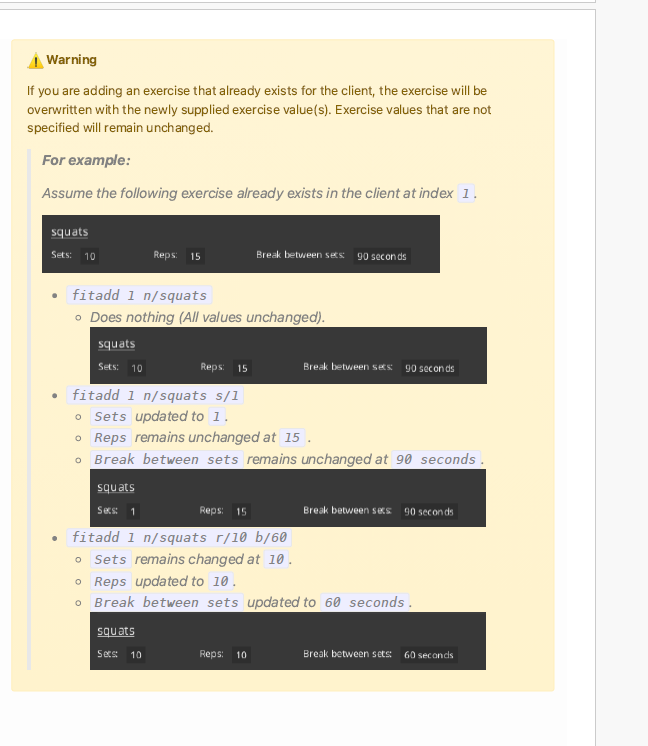 ⚠️ Warning
If you are adding an exercise that already exists for the client, the exercise will be
overwritten with the newly supplied exercise value(s). Exercise values that are not
specified will remain unchanged.
For example:
Assume the following exercise already exists in the client at index 1.
squats
Sets: 10 Reps: 15 Break between sets: 90 seconds
• fitadd 1 n/squats
◦ Does nothing (All values unchanged).
squats
Sets: 10 Reps: 15 Break between sets: 90 seconds
• fitadd 1 n/squats s/1
◦ Sets updated to 1.
◦ Reps remains unchanged at 15.
◦ Break between sets remains unchanged at 90 seconds.
squats
Sets: 1 Reps: 15 Break between sets: 90 seconds
• fitadd 1 n/squats r/10 b/60
◦ Sets remains changed at 10.
◦ Reps updated to 10.
◦ Break between sets updated to 60 seconds.
squats
Sets: 10 Reps: 10 Break between sets: 60 seconds